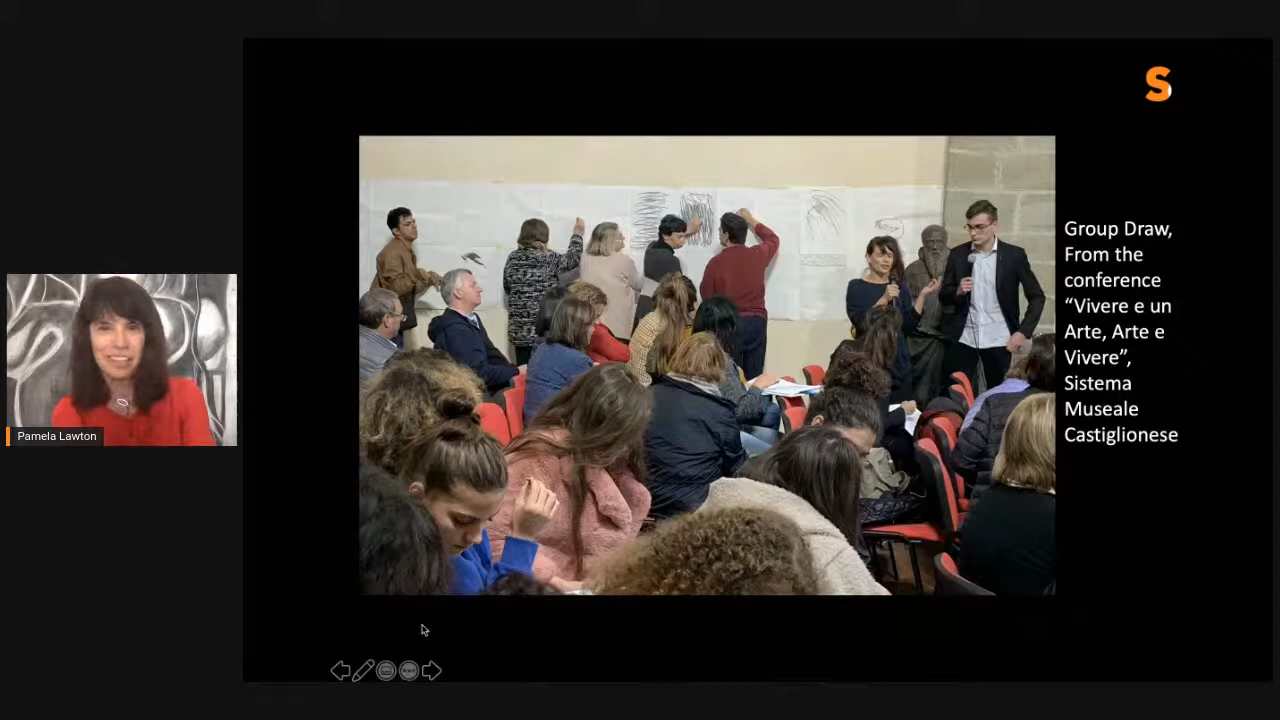 S
Group Draw,
From the
conference
“Vivere e un
Arte, Arte e
Vivere”,
Sistema
Museale
Castiglionese
Pamela Lawton